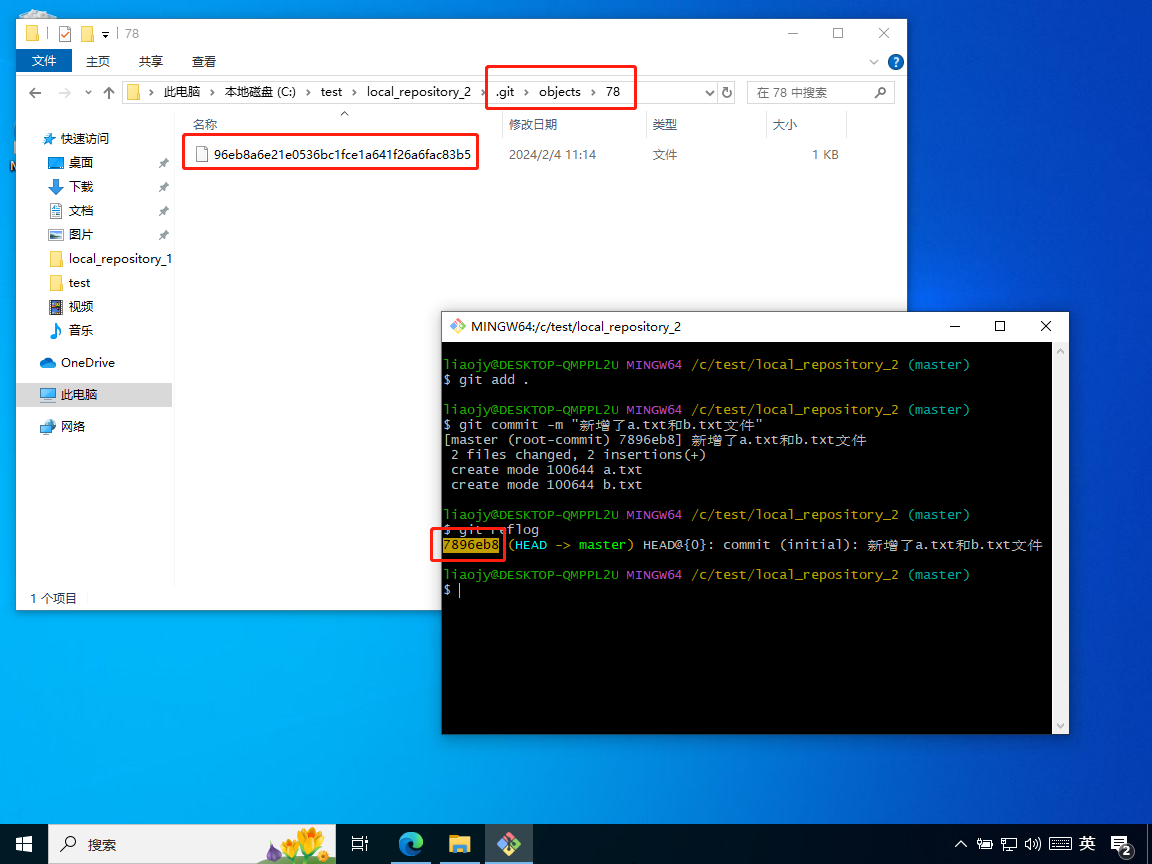 78
文件 主页 共享 查看
此电脑 › 本地磁盘 (C:) › test › local_repository_2 › .git › objects › 78
在 78 中搜索
名称 修改日期 类型 大小
96eb8a6e21e0536bc1fce1a641f26a6fac83b5 2024/2/4 11:14 文件 1 KB
快速访问
桌面
下载
文档
图片
local_repository_1
test
视频
音乐
OneDrive
此电脑
网络
1 个项目
MINGW64:/c/test/local_repository_2
liaojy@DESKTOP-QMPPL2U MINGW64 /c/test/local_repository_2 (master)
$ git add .
liaojy@DESKTOP-QMPPL2U MINGW64 /c/test/local_repository_2 (master)
$ git commit -m "新增了a.txt和b.txt文件"
[master (root-commit) 7896eb8] 新增了a.txt和b.txt文件
2 files changed, 2 insertions(+)
create mode 100644 a.txt
create mode 100644 b.txt
liaojy@DESKTOP-QMPPL2U MINGW64 /c/test/local_repository_2 (master)
$ git reflog
7896eb8 (HEAD -> master) HEAD@{0}: commit (initial): 新增了a.txt和b.txt文件
liaojy@DESKTOP-QMPPL2U MINGW64 /c/test/local_repository_2 (master)
$
搜索
英
2